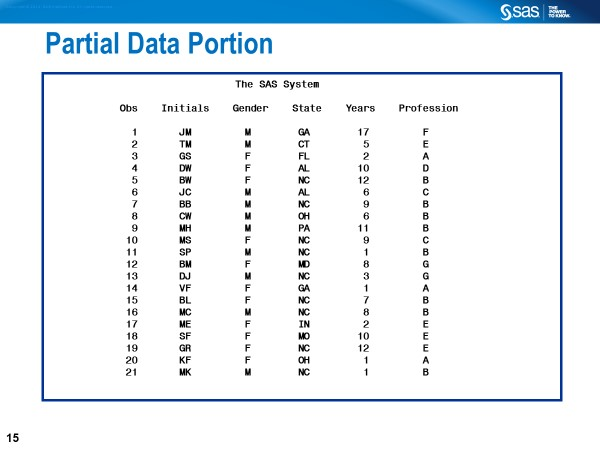 sas THE POWER TO KNOW.
Partial Data Portion
The SAS System
Obs Initials Gender State Years Profession
1 JM M GA 17 F
2 TM M CT 5 E
3 GS F FL 2 A
4 DW F AL 10 D
5 BW F NC 12 B
6 JC M AL 6 C
7 BB M NC 9 B
8 CW M OH 6 B
9 MH M PA 11 B
10 MS F NC 9 C
11 SP M NC 1 B
12 BM F MD 8 G
13 DJ M NC 3 G
14 VF F GA 1 A
15 BL F NC 7 B
16 MC M NC 8 B
17 ME F IN 2 E
18 SF F MO 10 E
19 GR F NC 12 E
20 KF F OH 1 A
21 MK M NC 1 B
15